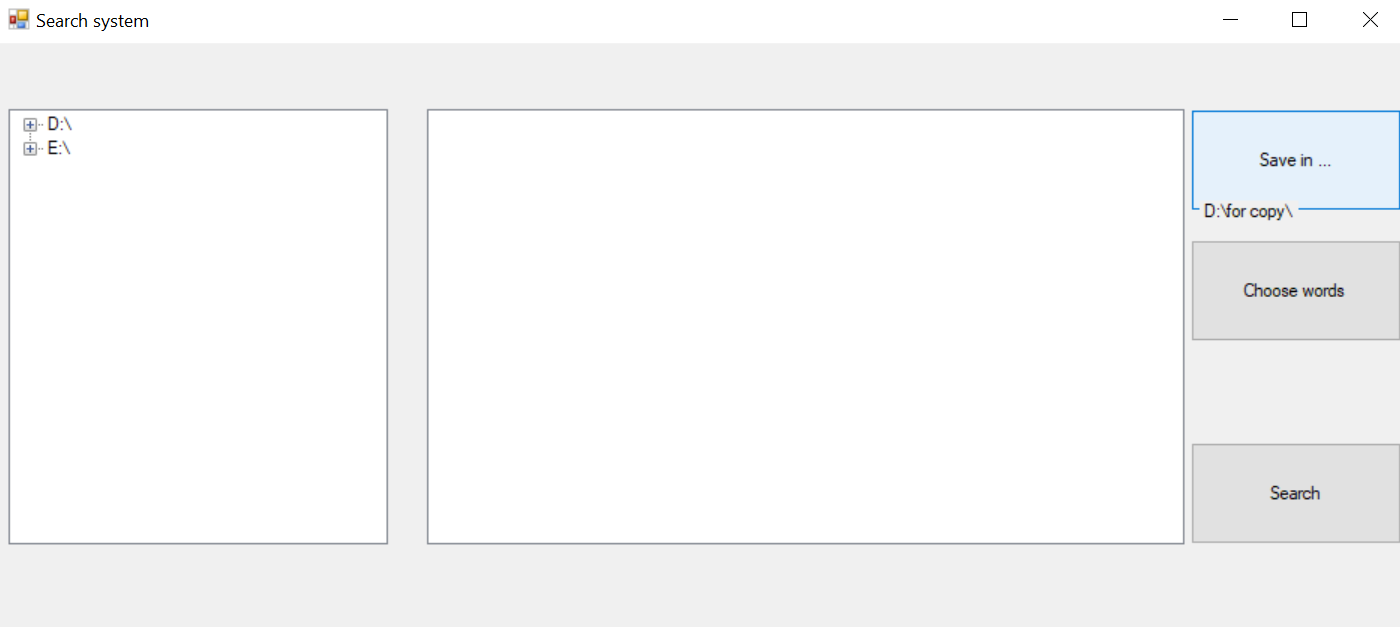 Search system
D:\
E:\
Save in ...
D:\for copy\
Choose words
Search